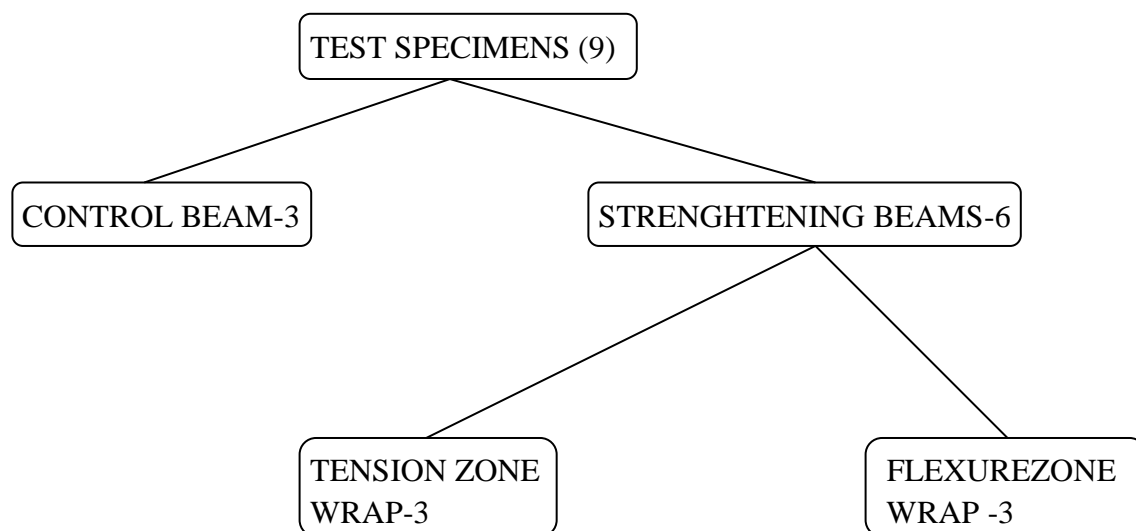 TEST SPECIMENS (9)
CONTROL BEAM-3
STRENGHTENING BEAMS-6
TENSION ZONE
WRAP-3
FLEXUREZONE
WRAP -3